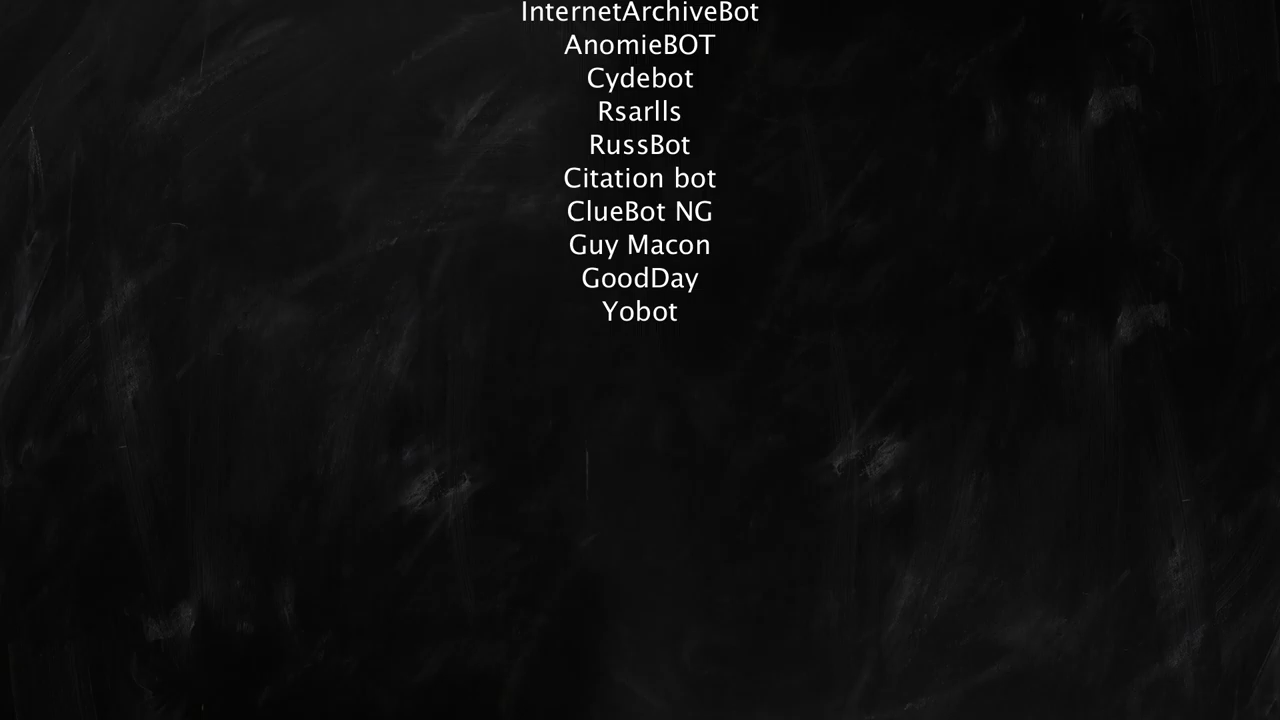 InternetArchiveBot
AnomieBOT
Cydebot
Rsarlls
RussBot
Citation bot
ClueBot NG
Guy Macon
GoodDay
Yobot